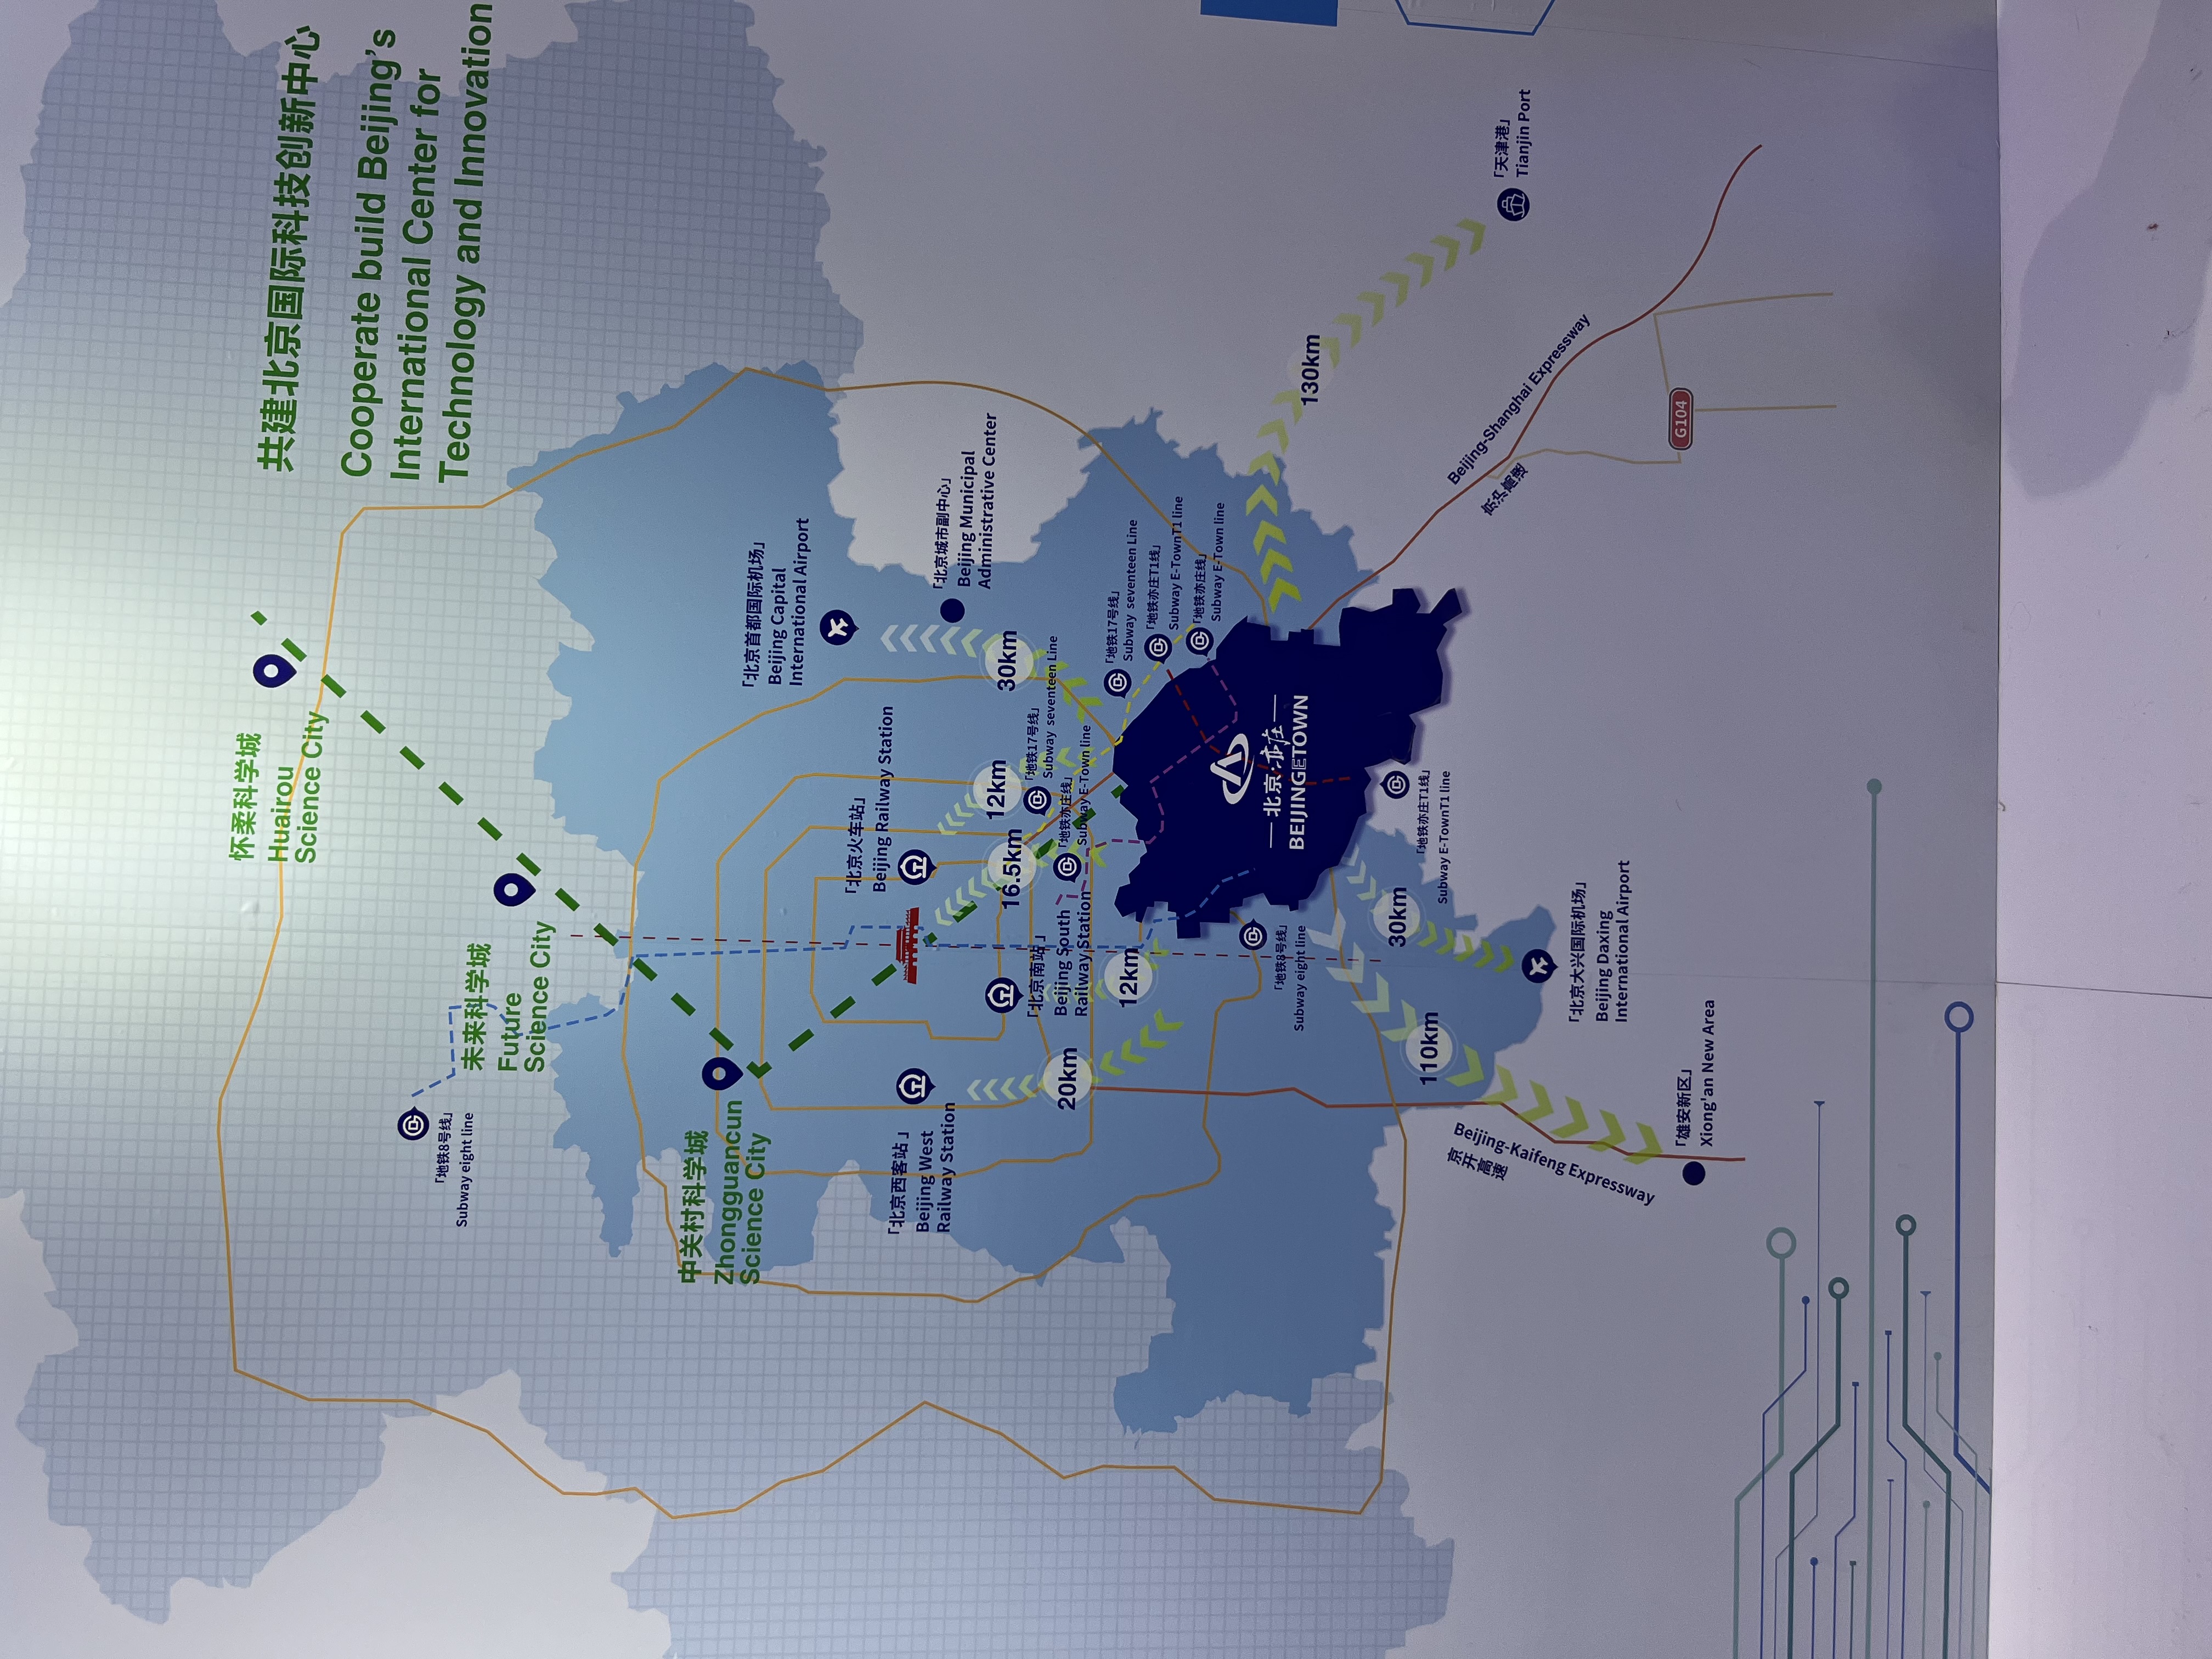 怀柔科学城
Huairou
Science City
共建北京国际科技创新中心
Cooperate build Beijing's
International Center for
Technology and Innovation
「地铁8号线」
Subway eight line
未来科学城
Future
Science City
中关村科学城
Zhongguancun
Science City
「北京首都国际机场」
Beijing Capital
International Airport
「北京火车站」
Beijing Railway Station
「北京西客站」
Beijing West
Railway Station
「北京城市副中心」
Beijing Municipal
Administrative Center
16.5km
12km
30km
「北京南站」
Beijing South
Railway Station
「地铁17号线」
Subway seventeen Line
「地铁亦庄线」
Subway E-Town line
20km
12km
「地铁17号线」
Subway seventeen Line
「地铁亦庄T1线」
Subway E-TownT1 line
「地铁亦庄线」
Subway E-Town line
北京·亦庄
BEIJINGETOWN
「地铁8号线」
Subway eight line
130km
30km
110km
「地铁亦庄T1线」
Subway E-TownT1 line
京开高速
Beijing-Kaifeng Expressway
Beijing-Shanghai Expressway
京沪高速
「天津港」
Tianjin Port
「北京大兴国际机场」
Beijing Daxing
International Airport
「雄安新区」
Xiong'an New Area
G104